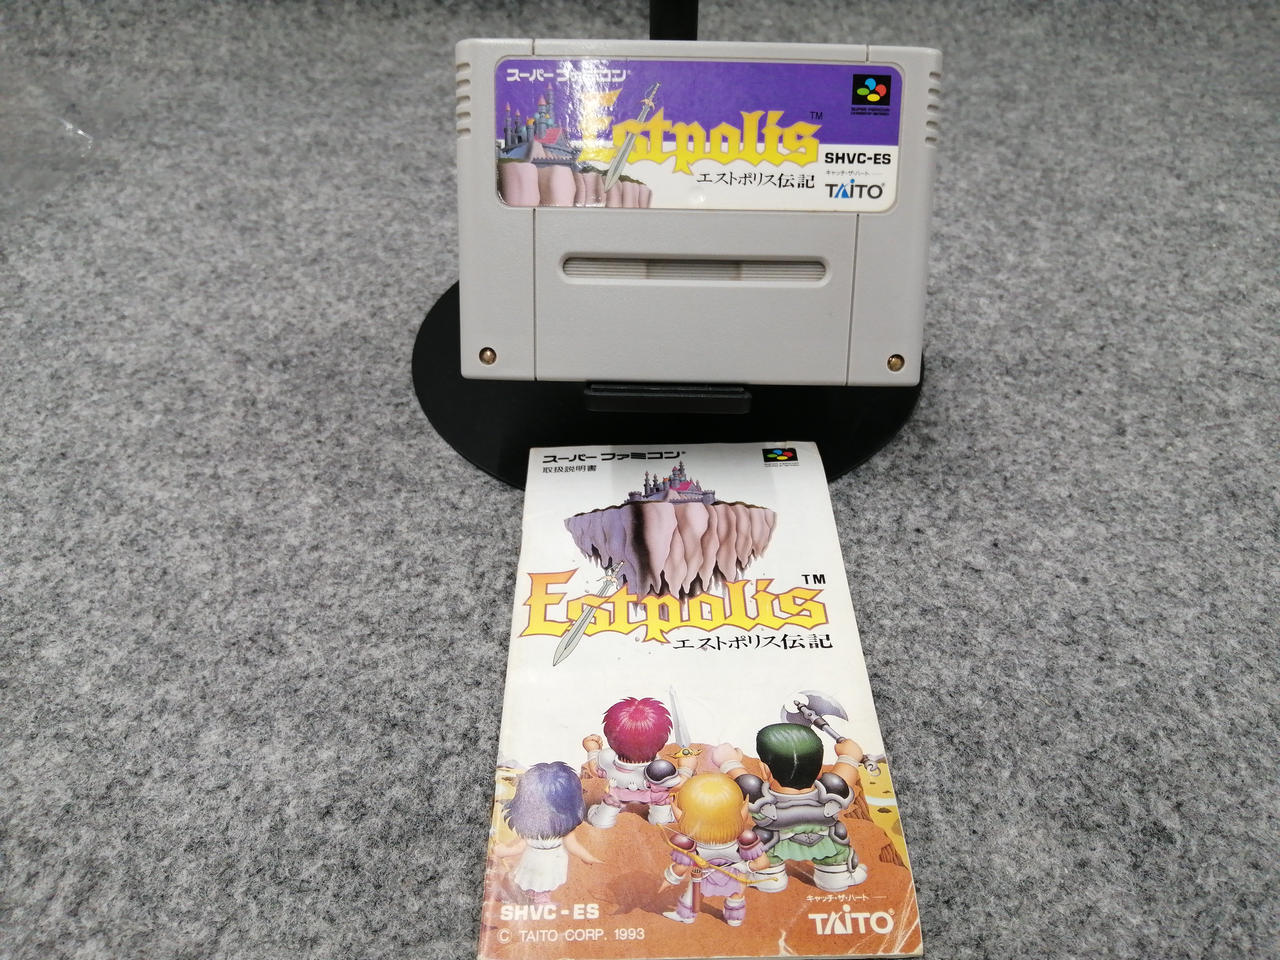 スーパーファミコン
Estpolis TM
エストポリス伝記
SHVC-ES
キャッチ・ザ・ハート
TAITO
スーパーファミコン
取扱説明書
Estpolis TM
エストポリス伝記
SHVC-ES
© TAITO CORP. 1993
キャッチ・ザ・ハート
TAITO